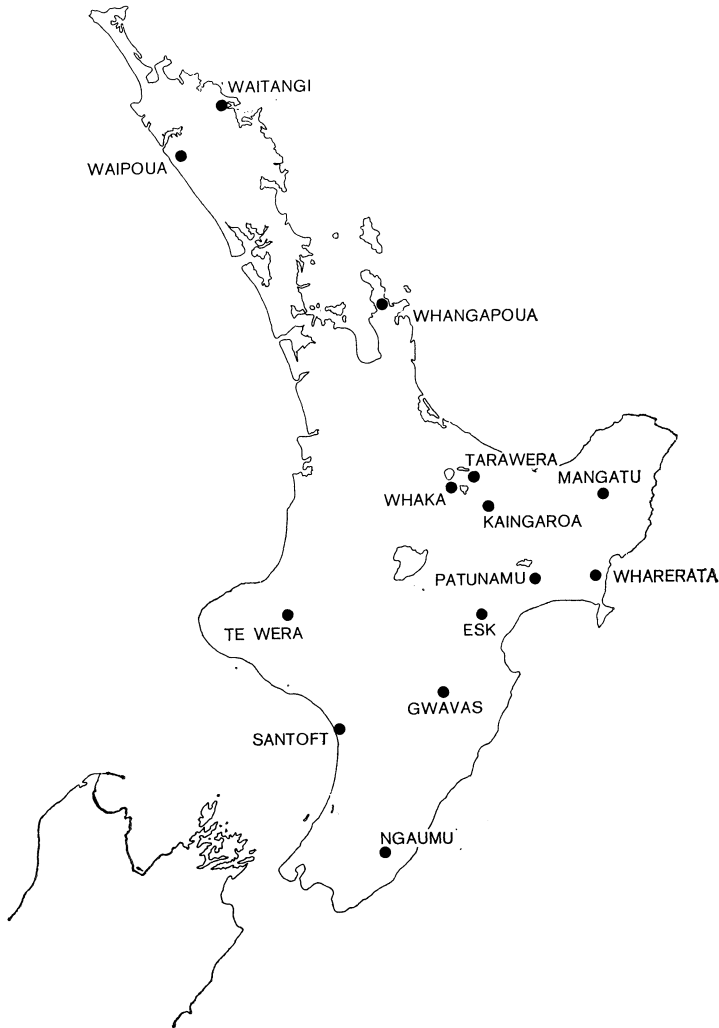 WAITANGI
WAIPOUA
WHANGAPOUA
TARAWERA
MANGATU
WHAKA
KAINGAROA
PATUNAMU
WHARERATA
TE WERA
ESK
GWAVAS
SANTOFT
NGAUMU